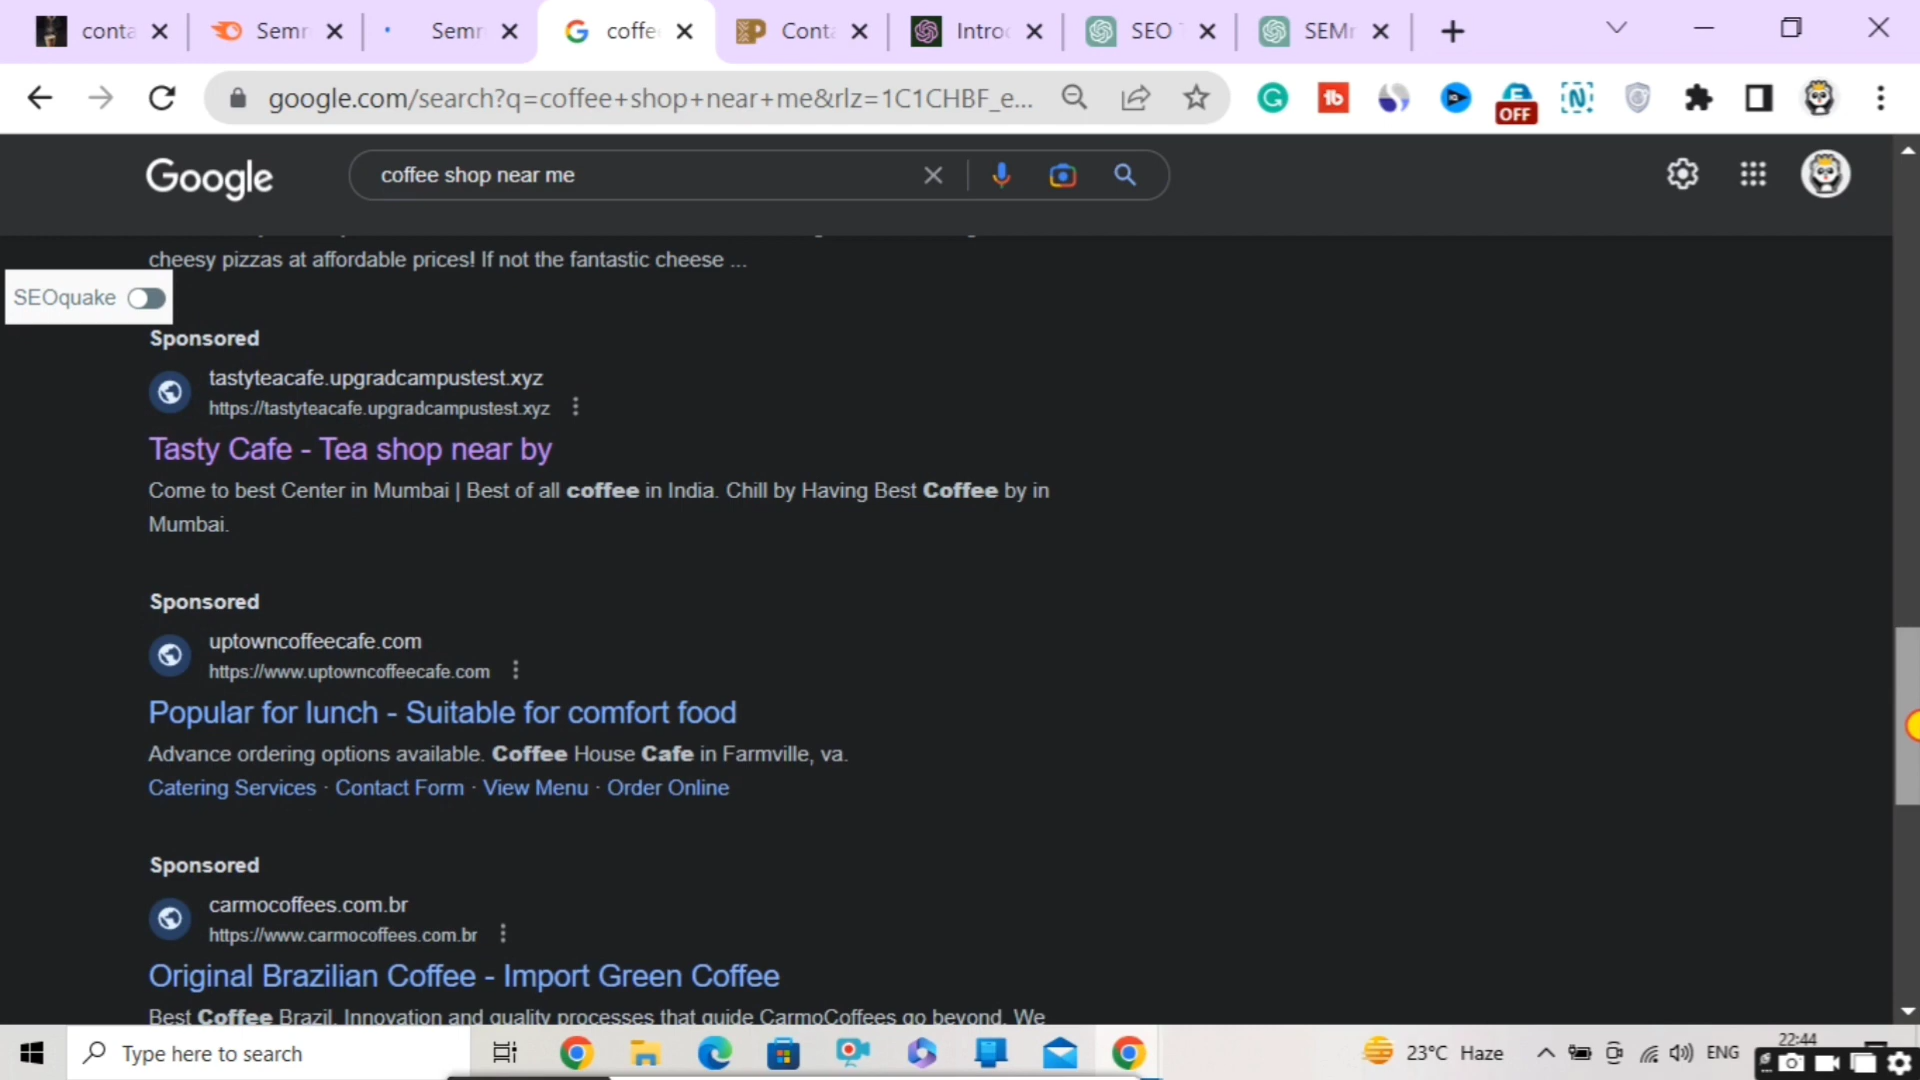 conta
Semr
Semr
coffe
Conta
Introd
SEO T
SEMr
google.com/search?q=coffee+shop+near+me&rlz=1C1CHBF_e...
OFF
Google
coffee shop near me
cheesy pizzas at affordable prices! If not the fantastic cheese ...
SEOquake
Sponsored
tastyteacafe.upgradcampustest.xyz
https://tastyteacafe.upgradcampustest.xyz
Tasty Cafe - Tea shop near by
Come to best Center in Mumbai | Best of all coffee in India. Chill by Having Best Coffee by in
Mumbai.
Sponsored
uptowncoffeecafe.com
https://www.uptowncoffeecafe.com
Popular for lunch - Suitable for comfort food
Advance ordering options available. Coffee House Cafe in Farmville, va.
Catering Services · Contact Form · View Menu · Order Online
Sponsored
carmocoffees.com.br
https://www.carmocoffees.com.br
Original Brazilian Coffee - Import Green Coffee
Best Coffee Brazil. Innovation and quality processes that guide CarmoCoffees go beyond. We
Type here to search
23°C Haze
ENG
22:44